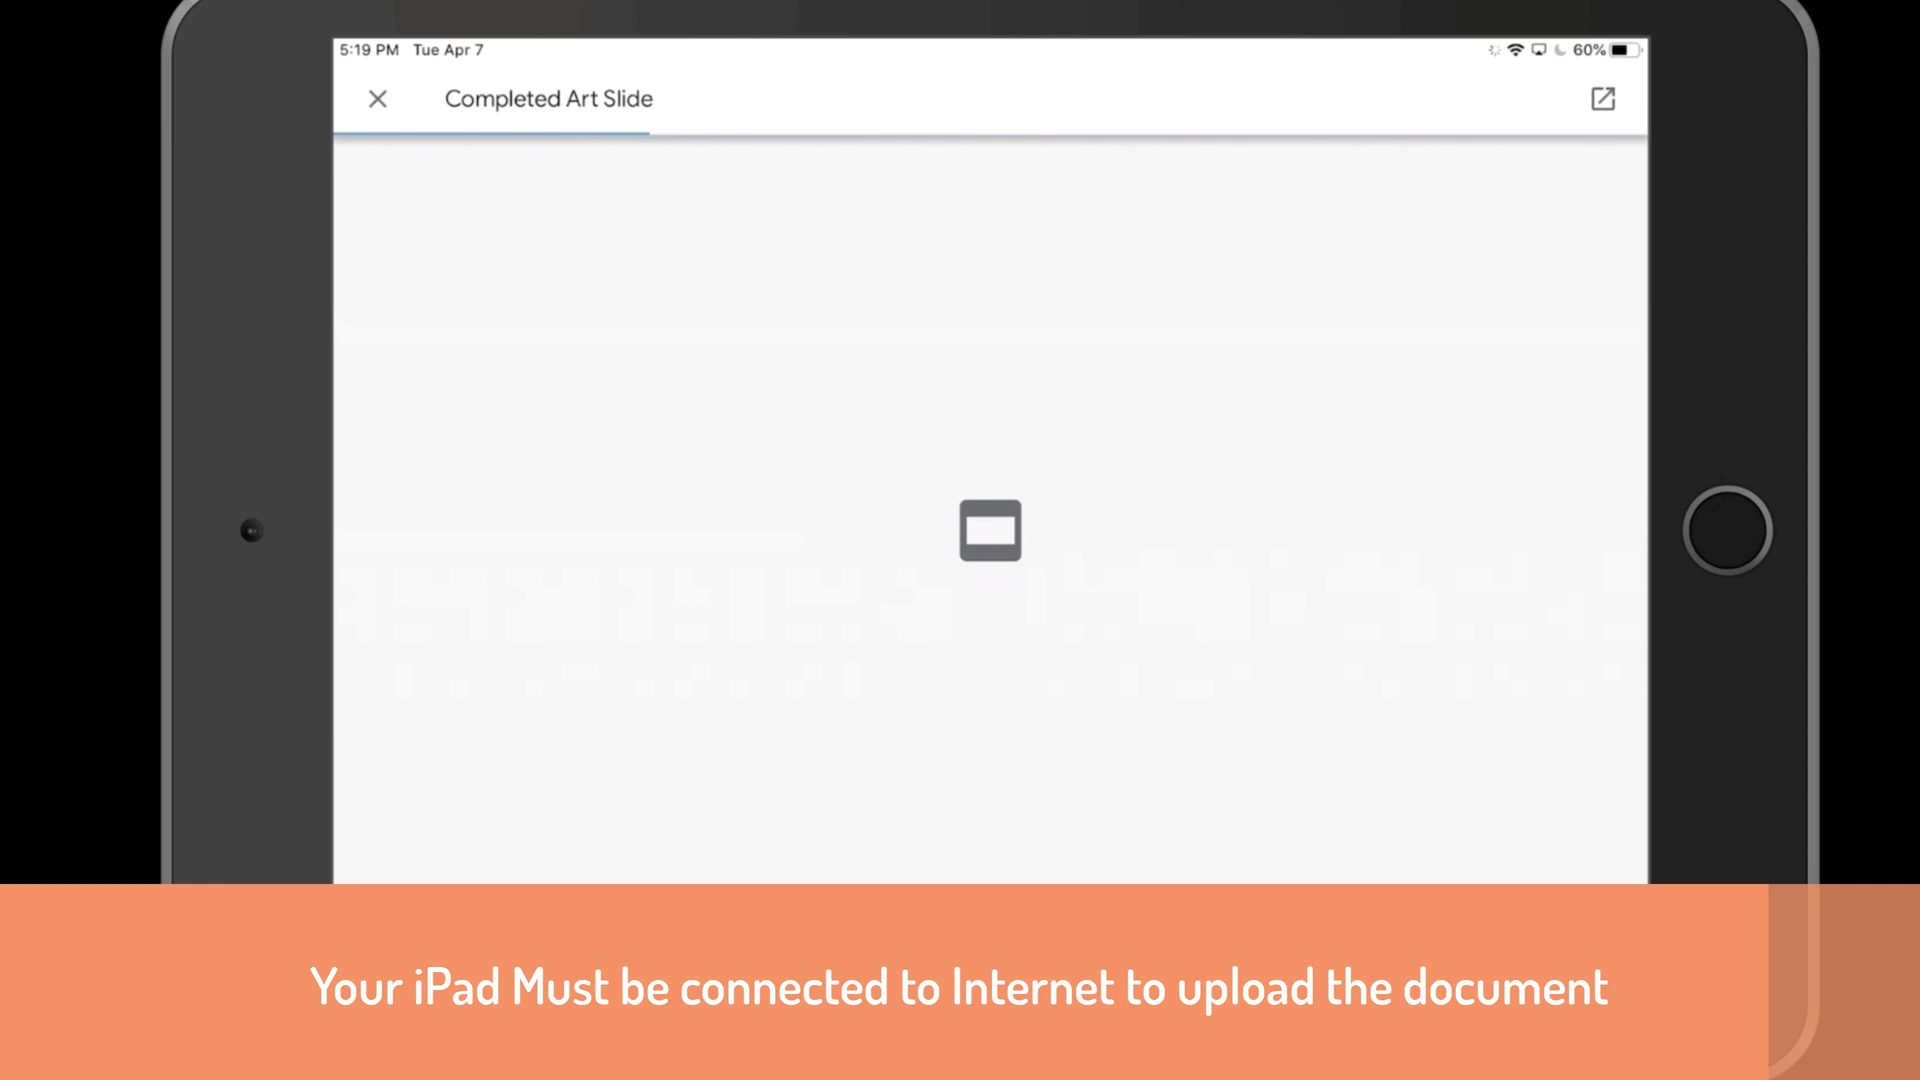 5:19 PM Tue Apr 7
60%
Completed Art Slide
Your iPad Must be connected to Internet to upload the document